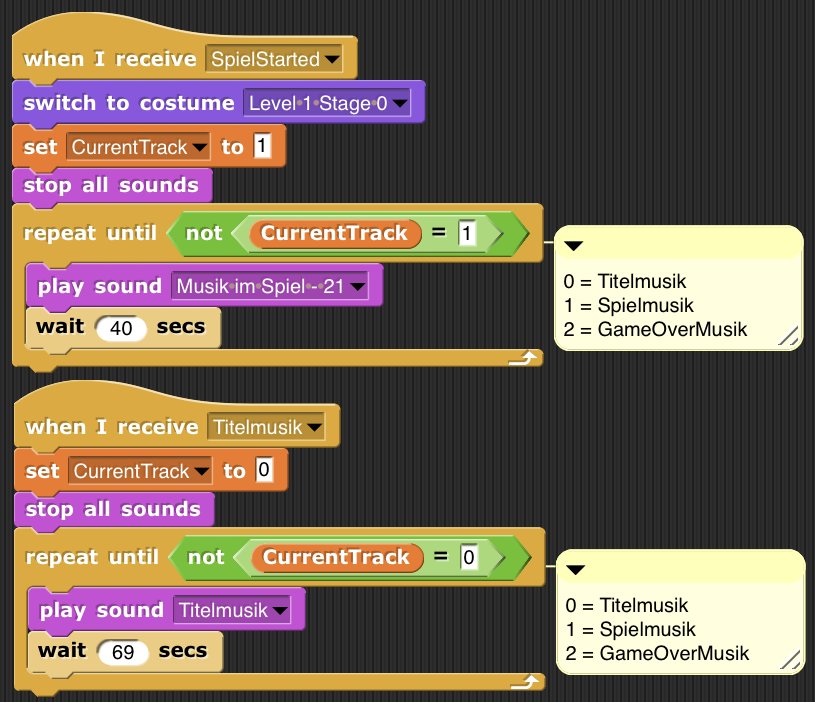 when I receive SpielStarted
switch to costume Level 1 Stage 0
set CurrentTrack to 1
stop all sounds
repeat until not CurrentTrack = 1
play sound Musik im Spiel - 21
wait 40 secs
0 = Titelmusik
1 = Spielmusik
2 = GameOverMusik
when I receive Titelmusik
set CurrentTrack to 0
stop all sounds
repeat until not CurrentTrack = 0
play sound Titelmusik
wait 69 secs
0 = Titelmusik
1 = Spielmusik
2 = GameOverMusik